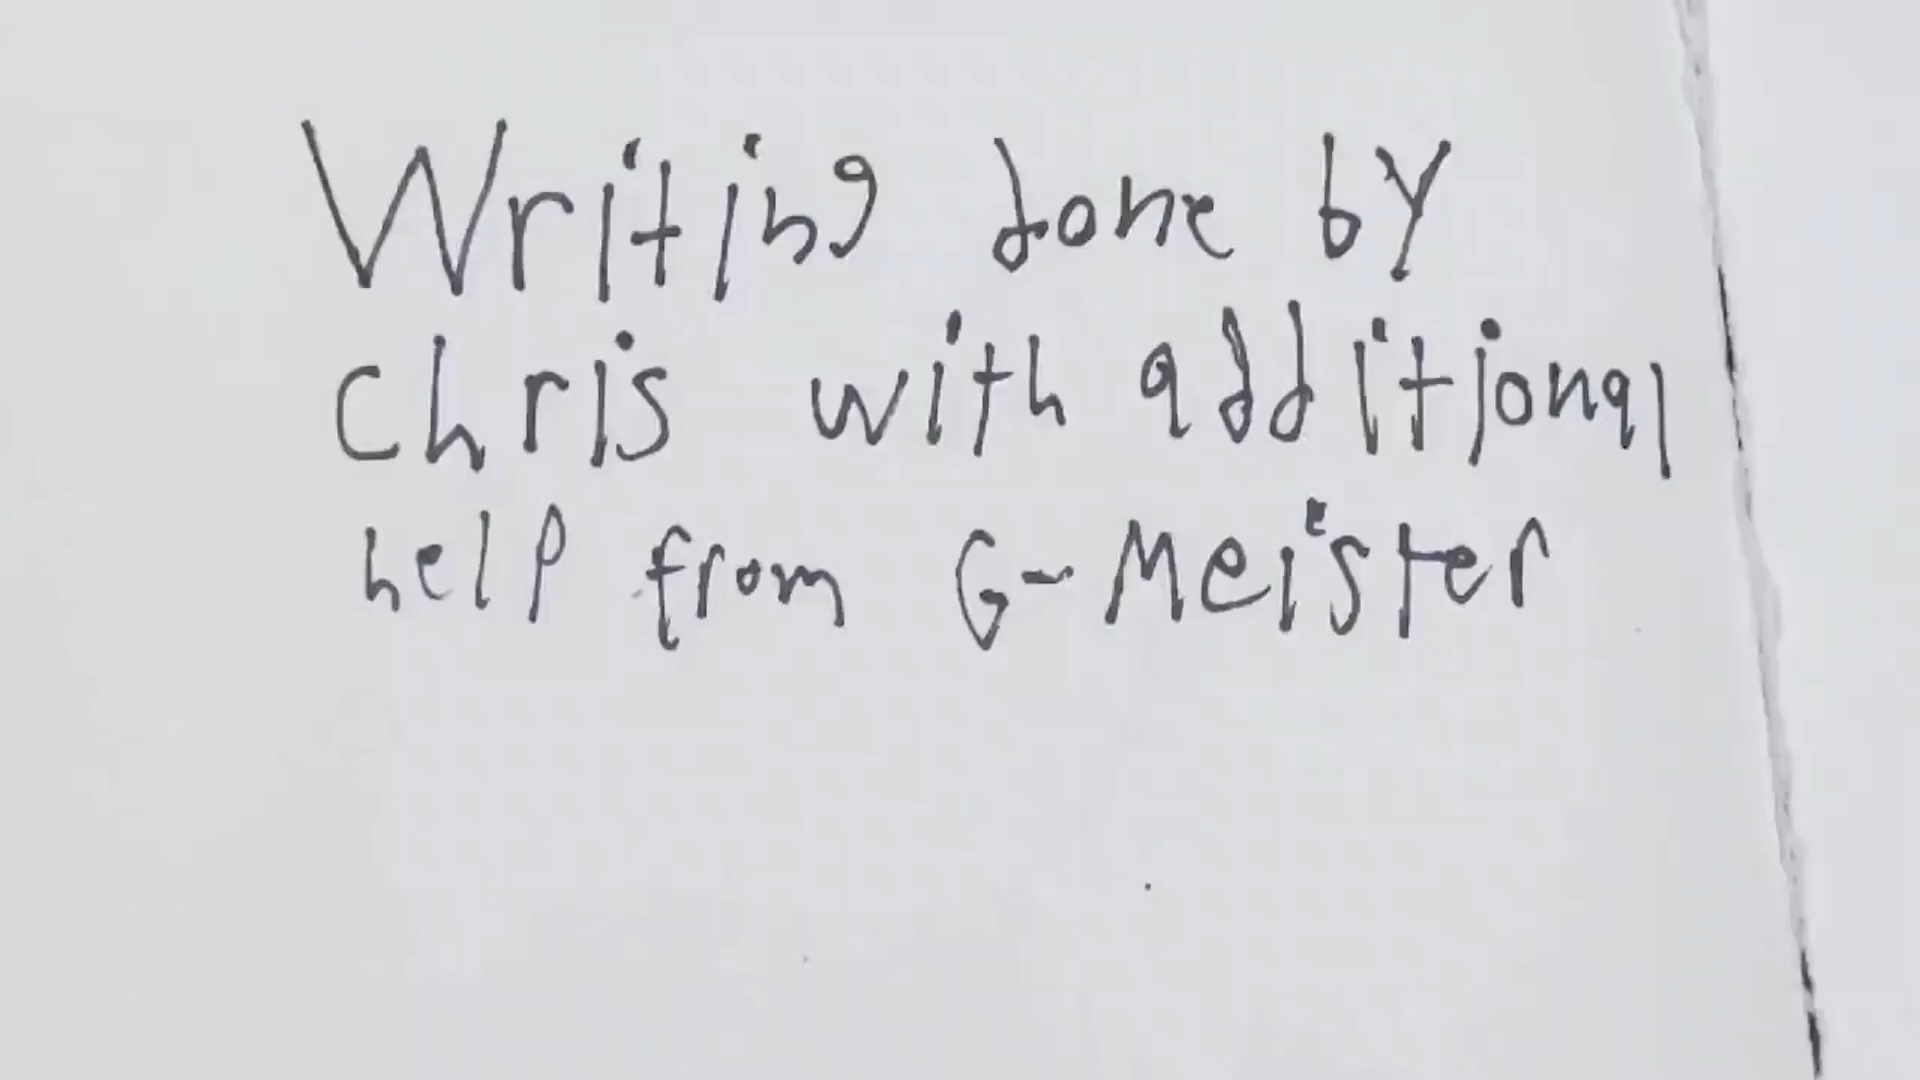 Writing done by
Chris with additional
help from G-Meister